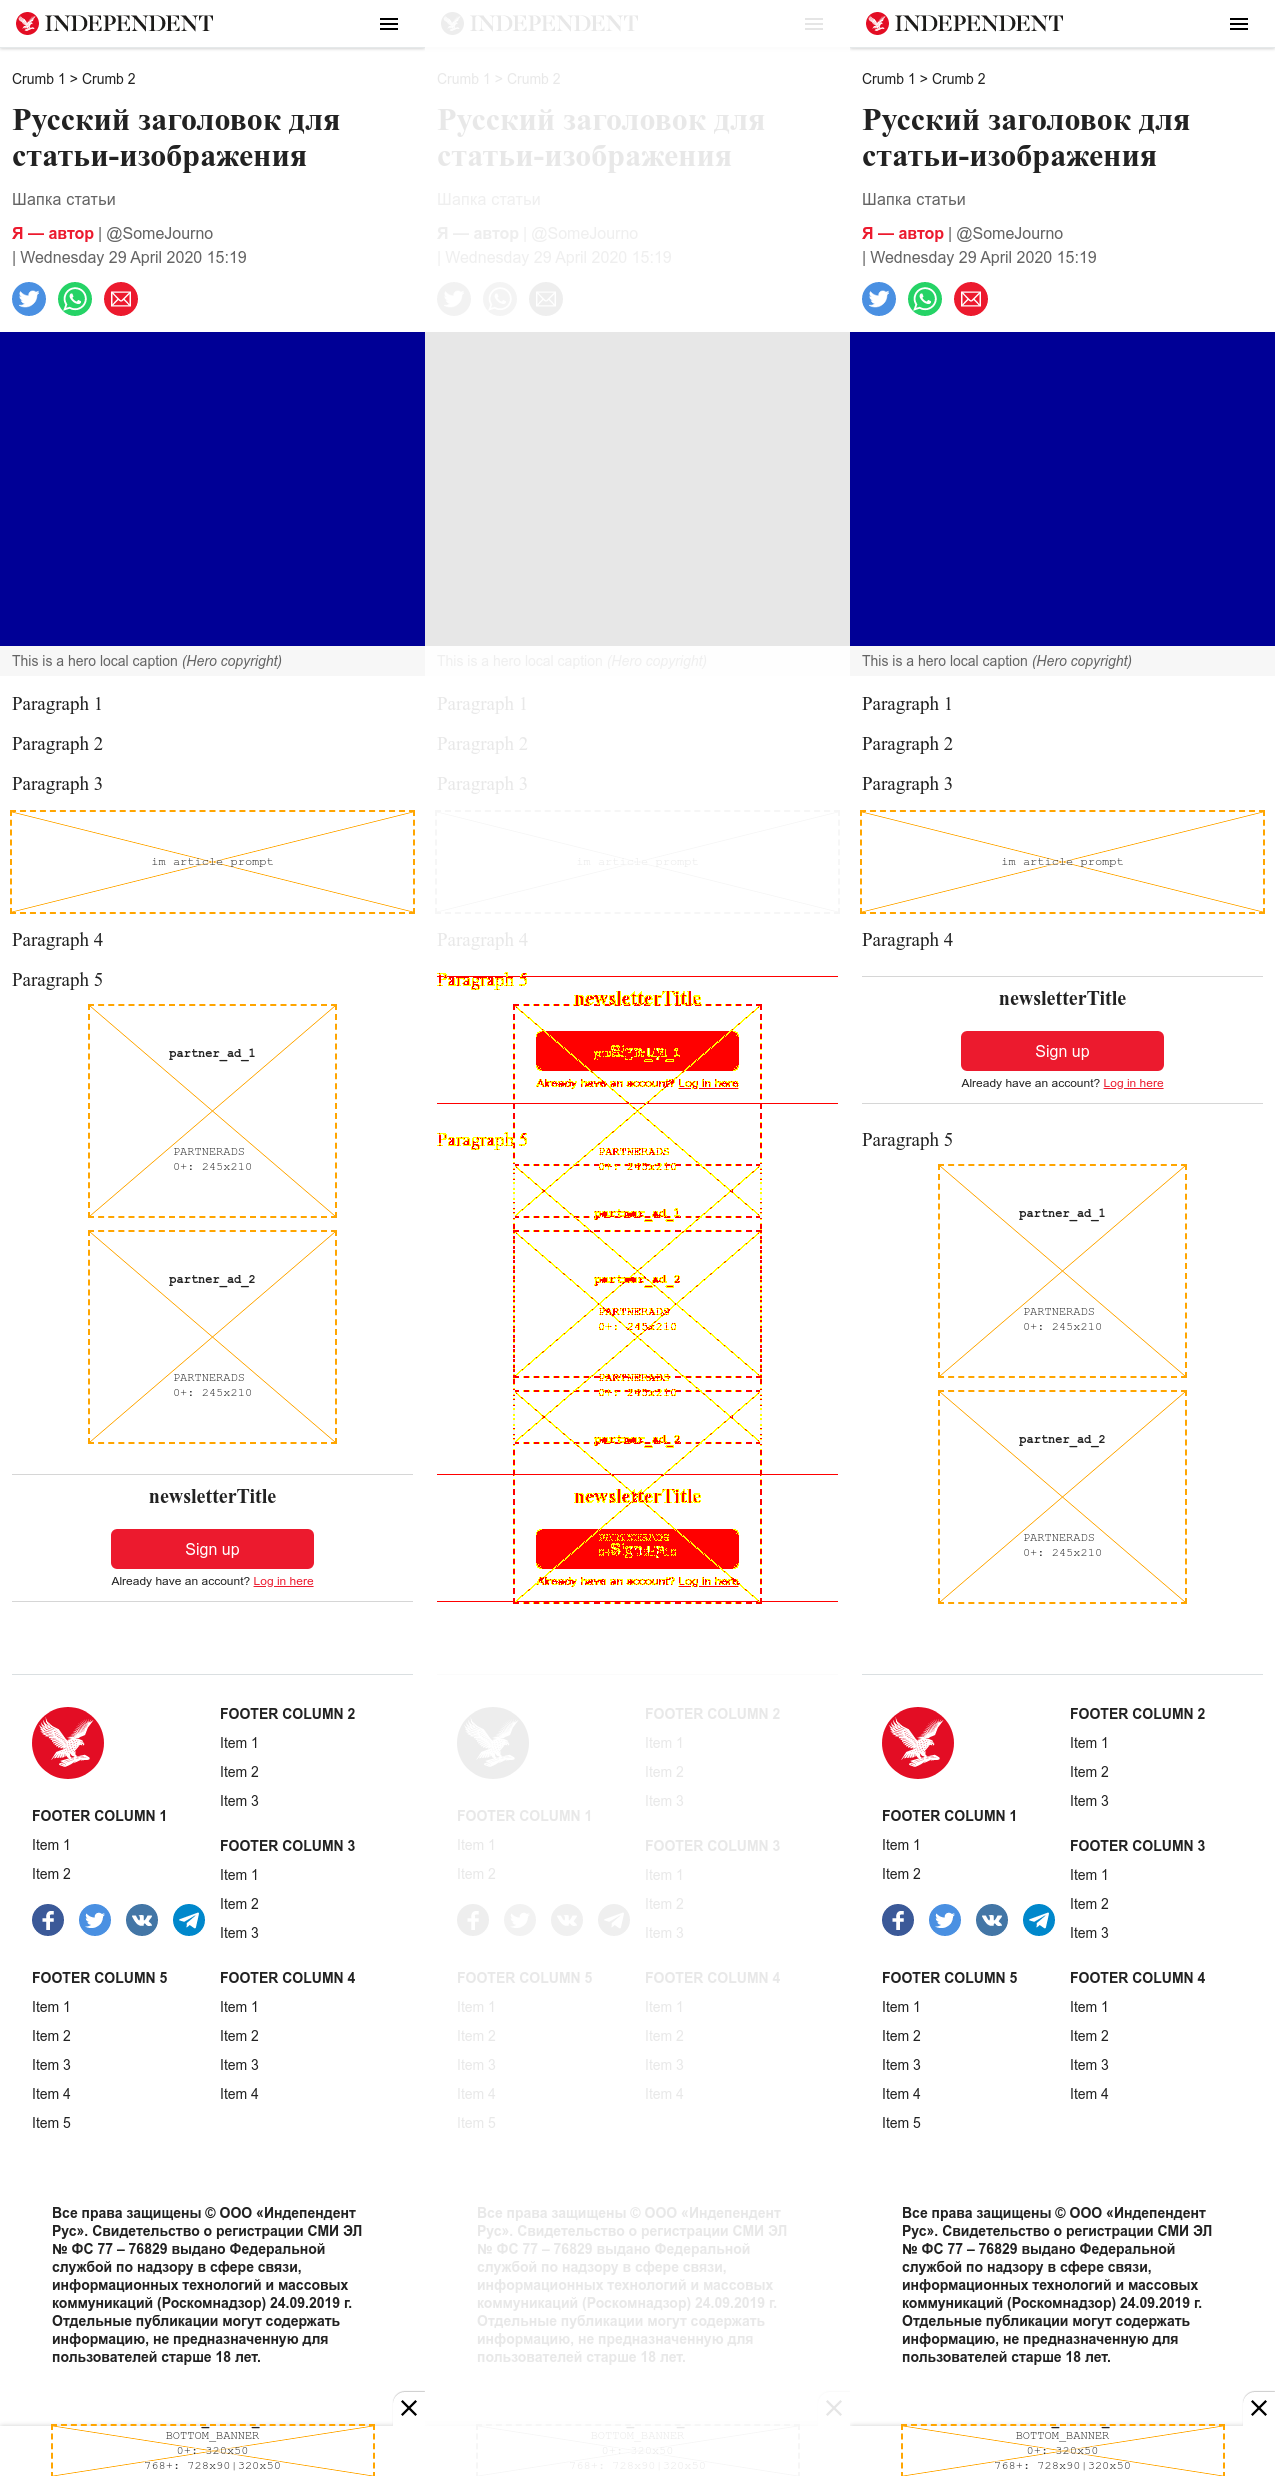 INDEPENDENT
Crumb 1 > Crumb 2
Русский заголовок для
статьи-изображения
Шапка статьи
Я — автор | @SomeJourno
| Wednesday 29 April 2020 15:19
This is a hero local caption (Hero copyright)
Paragraph 1
Paragraph 2
Paragraph 3
im article prompt
Paragraph 4
Paragraph 5
partner_ad_1
PARTNERADS
0+: 245x210
partner_ad_2
PARTNERADS
0+: 245x210
newsletterTitle
Sign up
Already have an account? Log in here
FOOTER COLUMN 1
Item 1
Item 2
FOOTER COLUMN 5
Item 1
Item 2
Item 3
Item 4
Item 5
FOOTER COLUMN 2
Item 1
Item 2
Item 3
FOOTER COLUMN 3
Item 1
Item 2
Item 3
FOOTER COLUMN 4
Item 1
Item 2
Item 3
Item 4
Все права защищены © ООО «Индепендент
Рус». Свидетельство о регистрации СМИ ЭЛ
№ ФС 77 – 76829 выдано Федеральной
службой по надзору в сфере связи,
информационных технологий и массовых
коммуникаций (Роскомнадзор) 24.09.2019 г.
Отдельные публикации могут содержать
информацию, не предназначенную для
пользователей старше 18 лет.
BOTTOM_BANNER
0+: 320x50
768+: 728x90|320x50
INDEPENDENT
Crumb 1 > Crumb 2
Русский заголовок для
статьи-изображения
Шапка статьи
Я — автор | @SomeJourno
| Wednesday 29 April 2020 15:19
This is a hero local caption (Hero copyright)
Paragraph 1
Paragraph 2
Paragraph 3
im article prompt
Paragraph 4
Paragraph 5
newsletterTitle
Sign up
Already have an account? Log in here
Paragraph 5
PARTNERADS
0+: 245x210
partner_ad_1
partner_ad_2
PARTNERADS
0+: 245x210
PARTNERADS
0+: 245x210
partner_ad_2
newsletterTitle
Sign up
Already have an account? Log in here
FOOTER COLUMN 1
Item 1
Item 2
FOOTER COLUMN 5
Item 1
Item 2
Item 3
Item 4
Item 5
FOOTER COLUMN 2
Item 1
Item 2
Item 3
FOOTER COLUMN 3
Item 1
Item 2
Item 3
FOOTER COLUMN 4
Item 1
Item 2
Item 3
Item 4
Все права защищены © ООО «Индепендент
Рус». Свидетельство о регистрации СМИ ЭЛ
№ ФС 77 – 76829 выдано Федеральной
службой по надзору в сфере связи,
информационных технологий и массовых
коммуникаций (Роскомнадзор) 24.09.2019 г.
Отдельные публикации могут содержать
информацию, не предназначенную для
пользователей старше 18 лет.
BOTTOM_BANNER
0+: 320x50
768+: 728x90|320x50
INDEPENDENT
Crumb 1 > Crumb 2
Русский заголовок для
статьи-изображения
Шапка статьи
Я — автор | @SomeJourno
| Wednesday 29 April 2020 15:19
This is a hero local caption (Hero copyright)
Paragraph 1
Paragraph 2
Paragraph 3
im article prompt
Paragraph 4
newsletterTitle
Sign up
Already have an account? Log in here
Paragraph 5
partner_ad_1
PARTNERADS
0+: 245x210
partner_ad_2
PARTNERADS
0+: 245x210
FOOTER COLUMN 1
Item 1
Item 2
FOOTER COLUMN 5
Item 1
Item 2
Item 3
Item 4
Item 5
FOOTER COLUMN 2
Item 1
Item 2
Item 3
FOOTER COLUMN 3
Item 1
Item 2
Item 3
FOOTER COLUMN 4
Item 1
Item 2
Item 3
Item 4
Все права защищены © ООО «Индепендент
Рус». Свидетельство о регистрации СМИ ЭЛ
№ ФС 77 – 76829 выдано Федеральной
службой по надзору в сфере связи,
информационных технологий и массовых
коммуникаций (Роскомнадзор) 24.09.2019 г.
Отдельные публикации могут содержать
информацию, не предназначенную для
пользователей старше 18 лет.
BOTTOM_BANNER
0+: 320x50
768+: 728x90|320x50